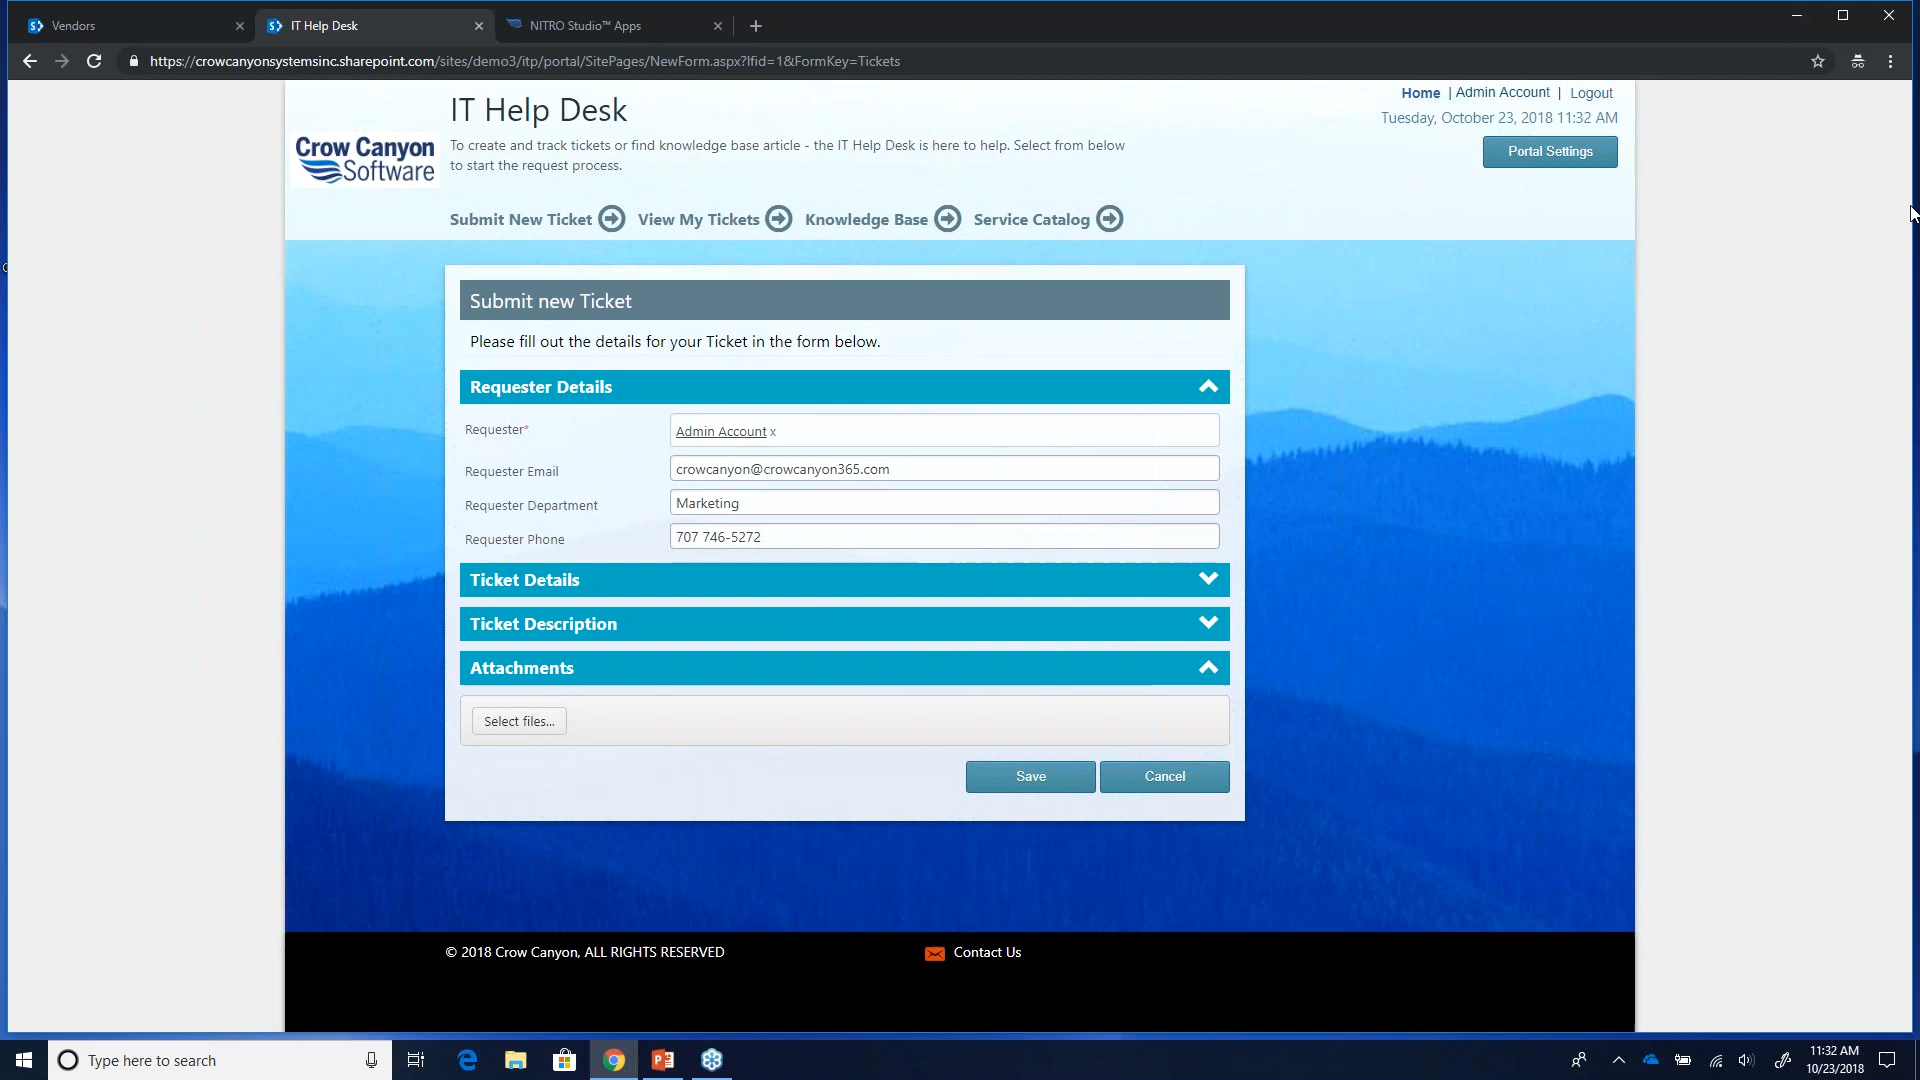 Vendors
IT Help Desk
NITRO Studio™ Apps
https://crowcanyonsystemsinc.sharepoint.com/sites/demo3/itp/portal/SitePages/NewForm.aspx?lfid=1&FormKey=Tickets
IT Help Desk
Home | Admin Account | Logout
Tuesday, October 23, 2018 11:32 AM
Portal Settings
Crow Canyon
Software
To create and track tickets or find knowledge base article - the IT Help Desk is here to help. Select from below
to start the request process.
Submit New Ticket View My Tickets Knowledge Base Service Catalog
Submit new Ticket
Please fill out the details for your Ticket in the form below.
Requester Details
Requester* Admin Account x
Requester Email crowcanyon@crowcanyon365.com
Requester Department Marketing
Requester Phone 707 746-5272
Ticket Details
Ticket Description
Attachments
Select files...
Save Cancel
© 2018 Crow Canyon, ALL RIGHTS RESERVED
Contact Us
Type here to search
11:32 AM
10/23/2018